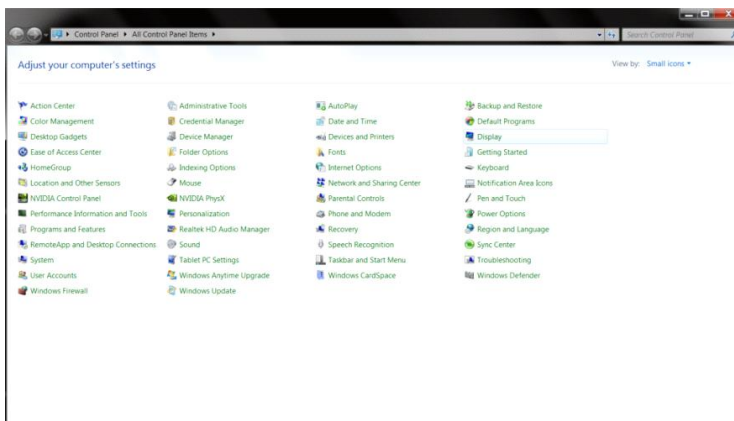 Control Panel ▸ All Control Panel Items ▸
Search Control Panel
Adjust your computer's settings
View by: Small icons
Action Center
Administrative Tools
AutoPlay
Backup and Restore
Color Management
Credential Manager
Date and Time
Default Programs
Desktop Gadgets
Device Manager
Devices and Printers
Display
Ease of Access Center
Folder Options
Fonts
Getting Started
HomeGroup
Indexing Options
Internet Options
Keyboard
Location and Other Sensors
Mouse
Network and Sharing Center
Notification Area Icons
NVIDIA Control Panel
NVIDIA PhysX
Parental Controls
Pen and Touch
Performance Information and Tools
Personalization
Phone and Modem
Power Options
Programs and Features
Realtek HD Audio Manager
Recovery
Region and Language
RemoteApp and Desktop Connections
Sound
Speech Recognition
Sync Center
System
Tablet PC Settings
Taskbar and Start Menu
Troubleshooting
User Accounts
Windows Anytime Upgrade
Windows CardSpace
Windows Defender
Windows Firewall
Windows Update